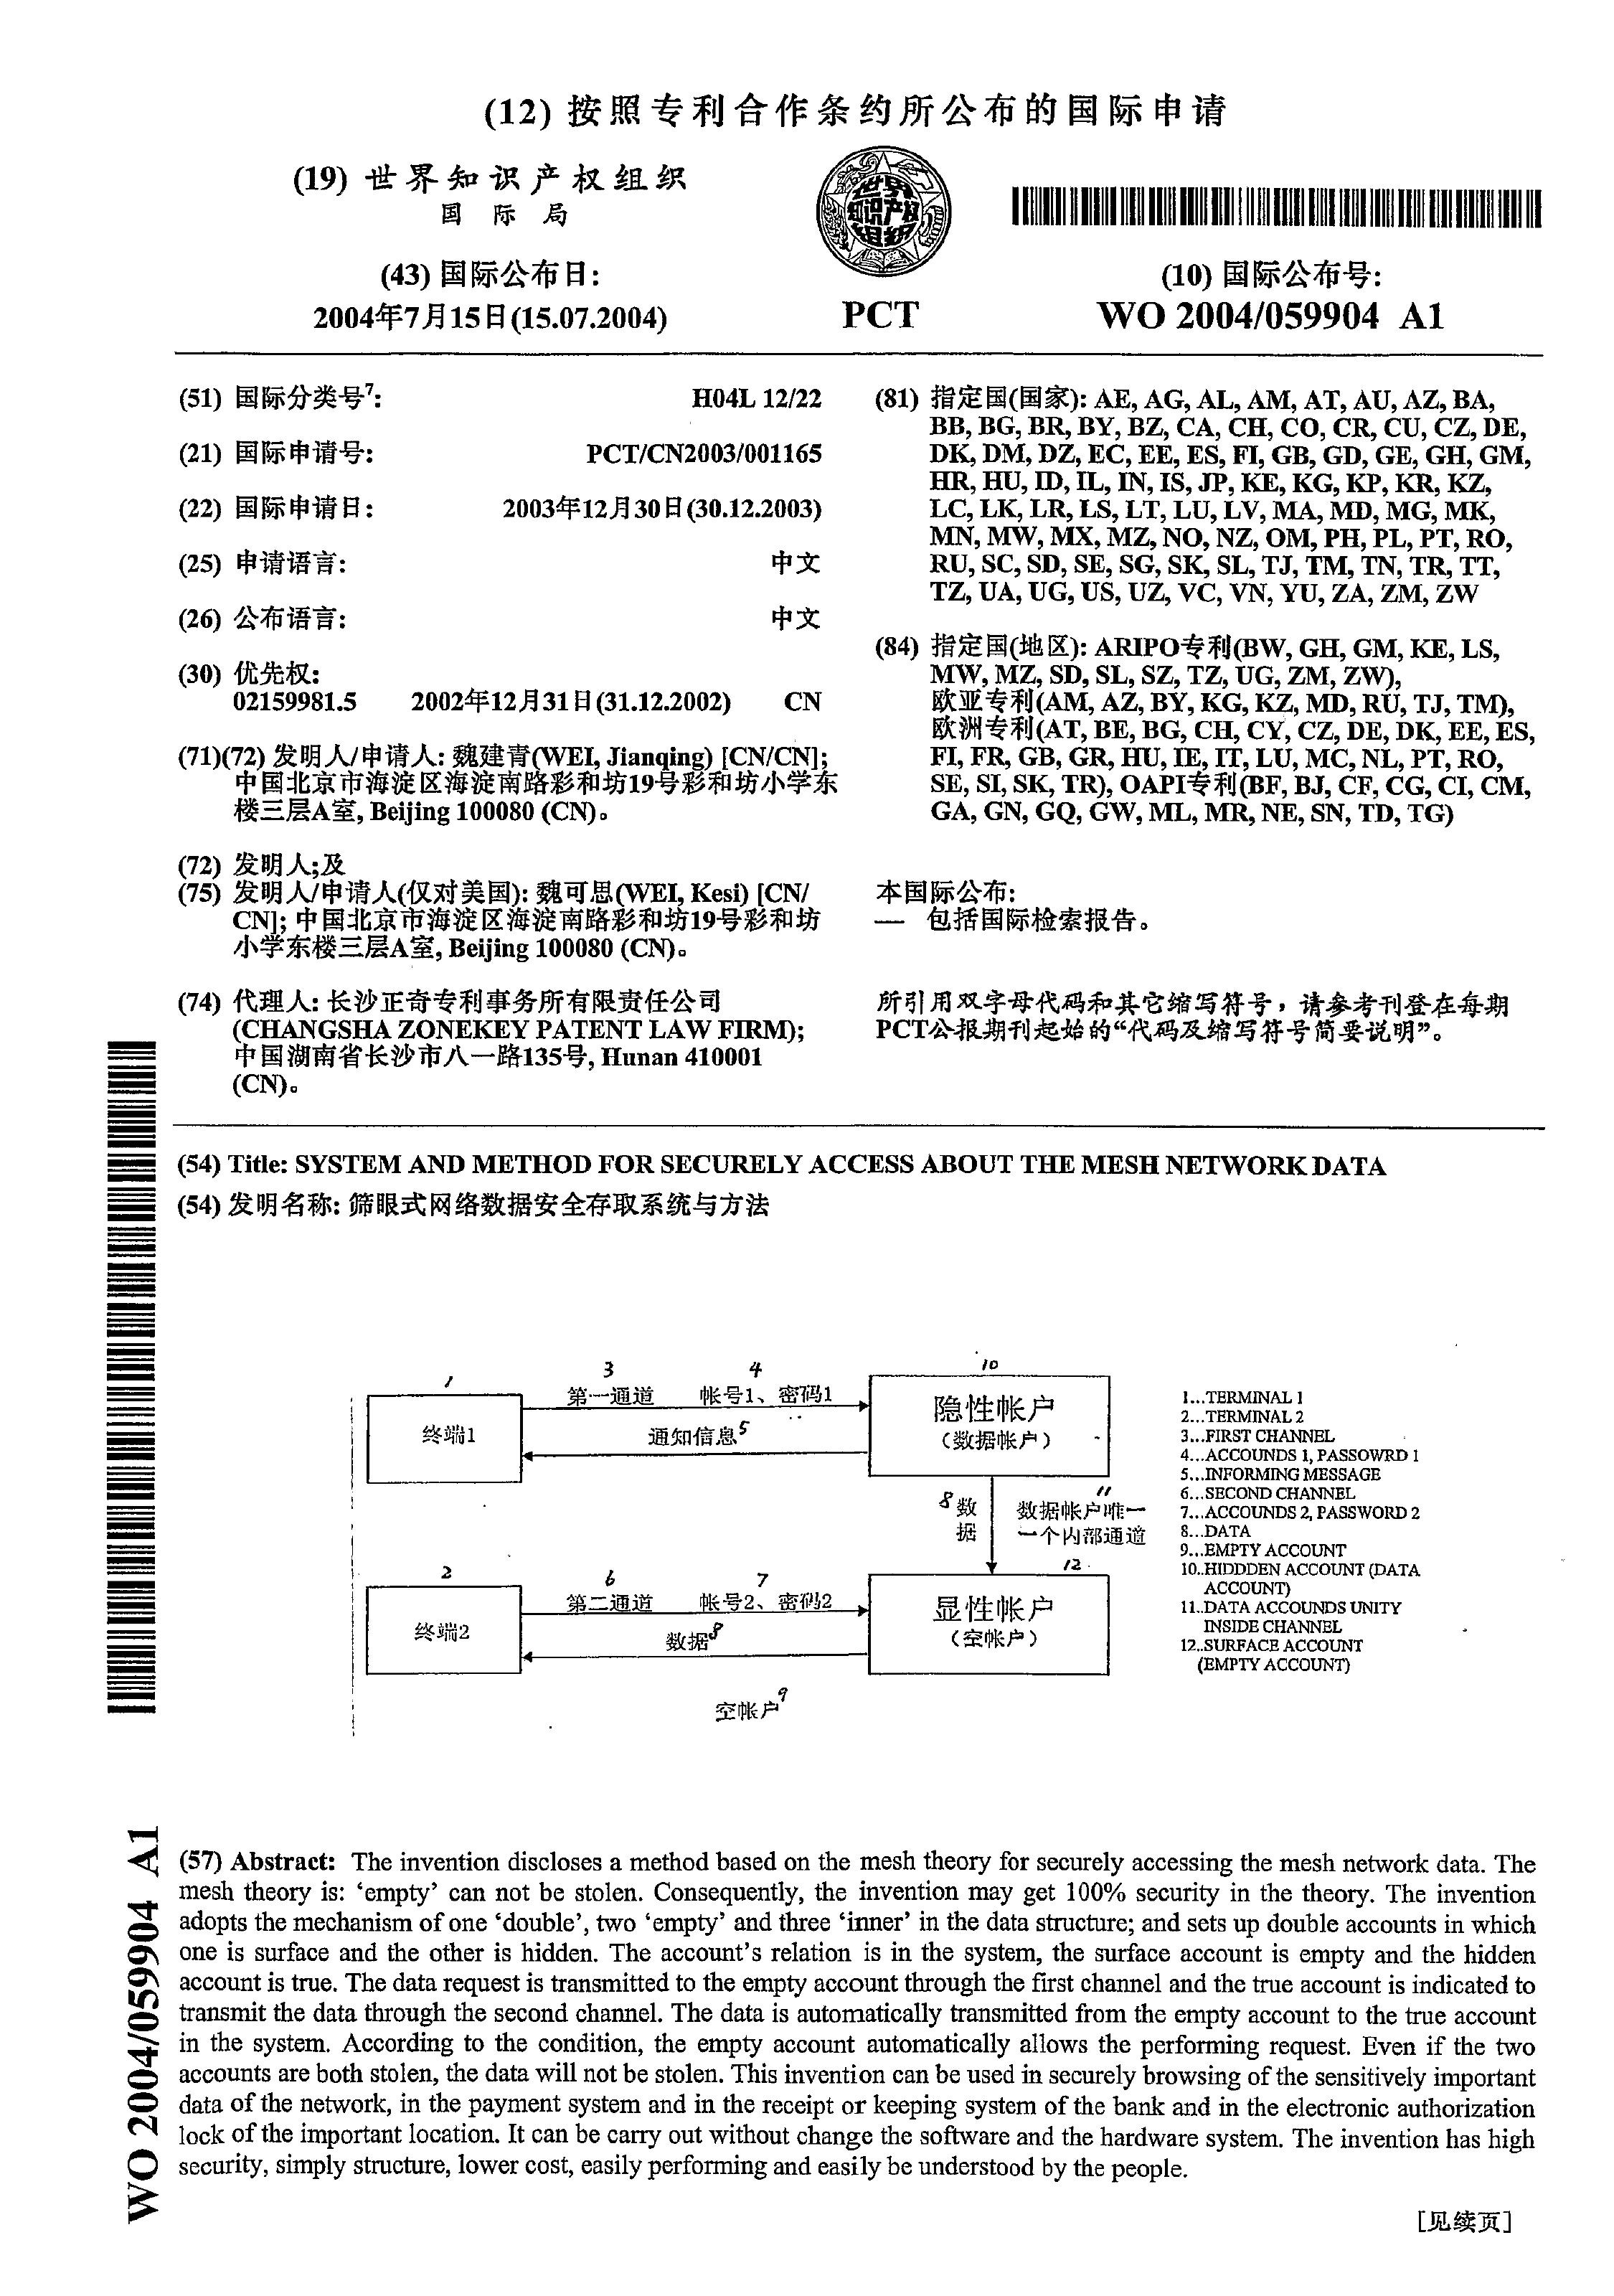 (12) 按照专利合作条约所公布的国际申请
(19) 世界知识产权组织
国际局
世界
知识产权
组织
(43) 国际公布日:
2004年7月15日(15.07.2004)
PCT
(10) 国际公布号:
WO 2004/059904 A1
(51) 国际分类号7: H04L 12/22
(21) 国际申请号: PCT/CN2003/001165
(22) 国际申请日: 2003年12月30日(30.12.2003)
(25) 申请语言: 中文
(26) 公布语言: 中文
(30) 优先权:
02159981.5 2002年12月31日(31.12.2002) CN
(71)(72) 发明人/申请人: 魏建青(WEI, Jianqing) [CN/CN];
中国北京市海淀区海淀南路彩和坊19号彩和坊小学东
楼三层A室, Beijing 100080 (CN)。
(72) 发明人;及
(75) 发明人/申请人(仅对美国): 魏可思(WEI, Kesi) [CN/
CN]; 中国北京市海淀区海淀南路彩和坊19号彩和坊
小学东楼三层A室, Beijing 100080 (CN)。
(74) 代理人: 长沙正奇专利事务所有限责任公司
(CHANGSHA ZONEKEY PATENT LAW FIRM);
中国湖南省长沙市八一路135号, Hunan 410001
(CN)。
(81) 指定国(国家): AE, AG, AL, AM, AT, AU, AZ, BA,
BB, BG, BR, BY, BZ, CA, CH, CO, CR, CU, CZ, DE,
DK, DM, DZ, EC, EE, ES, FI, GB, GD, GE, GH, GM,
HR, HU, ID, IL, IN, IS, JP, KE, KG, KP, KR, KZ,
LC, LK, LR, LS, LT, LU, LV, MA, MD, MG, MK,
MN, MW, MX, MZ, NO, NZ, OM, PH, PL, PT, RO,
RU, SC, SD, SE, SG, SK, SL, TJ, TM, TN, TR, TT,
TZ, UA, UG, US, UZ, VC, VN, YU, ZA, ZM, ZW
(84) 指定国(地区): ARIPO专利(BW, GH, GM, KE, LS,
MW, MZ, SD, SL, SZ, TZ, UG, ZM, ZW),
欧亚专利(AM, AZ, BY, KG, KZ, MD, RU, TJ, TM),
欧洲专利(AT, BE, BG, CH, CY, CZ, DE, DK, EE, ES,
FI, FR, GB, GR, HU, IE, IT, LU, MC, NL, PT, RO,
SE, SI, SK, TR), OAPI专利(BF, BJ, CF, CG, CI, CM,
GA, GN, GQ, GW, ML, MR, NE, SN, TD, TG)
本国际公布:
— 包括国际检索报告。
所引用双字母代码和其它缩写符号，请参考刊登在每期
PCT公报期刊起始的“代码及缩写符号简要说明”。
(54) Title: SYSTEM AND METHOD FOR SECURELY ACCESS ABOUT THE MESH NETWORK DATA
(54) 发明名称: 筛眼式网络数据安全存取系统与方法
1
终端1
3 4
第一通道 帐号1、密码1
通知信息5
10
隐性帐户
(数据帐户)
8数
据
11
数据帐户唯一
一个内部通道
2
终端2
6 7
第二通道 帐号2、密码2
数据8
12
显性帐户
(空帐户)
空帐户9
1...TERMINAL 1
2...TERMINAL 2
3...FIRST CHANNEL
4...ACCOUNDS 1, PASSOWRD 1
5...INFORMING MESSAGE
6...SECOND CHANNEL
7...ACCOUNDS 2, PASSWORD 2
8...DATA
9...EMPTY ACCOUNT
10..HIDDDEN ACCOUNT (DATA
ACCOUNT)
11..DATA ACCOUNDS UNITY
INSIDE CHANNEL
12..SURFACE ACCOUNT
(EMPTY ACCOUNT)
(57) Abstract: The invention discloses a method based on the mesh theory for securely accessing the mesh network data. The
mesh theory is: ‘empty’ can not be stolen. Consequently, the invention may get 100% security in the theory. The invention
adopts the mechanism of one ‘double’, two ‘empty’ and three ‘inner’ in the data structure; and sets up double accounts in which
one is surface and the other is hidden. The account’s relation is in the system, the surface account is empty and the hidden
account is true. The data request is transmitted to the empty account through the first channel and the true account is indicated to
transmit the data through the second channel. The data is automatically transmitted from the empty account to the true account
in the system. According to the condition, the empty account automatically allows the performing request. Even if the two
accounts are both stolen, the data will not be stolen. This invention can be used in securely browsing of the sensitively important
data of the network, in the payment system and in the receipt or keeping system of the bank and in the electronic authorization
lock of the important location. It can be carry out without change the software and the hardware system. The invention has high
security, simply structure, lower cost, easily performing and easily be understood by the people.
[见续页]
WO 2004/059904 A1